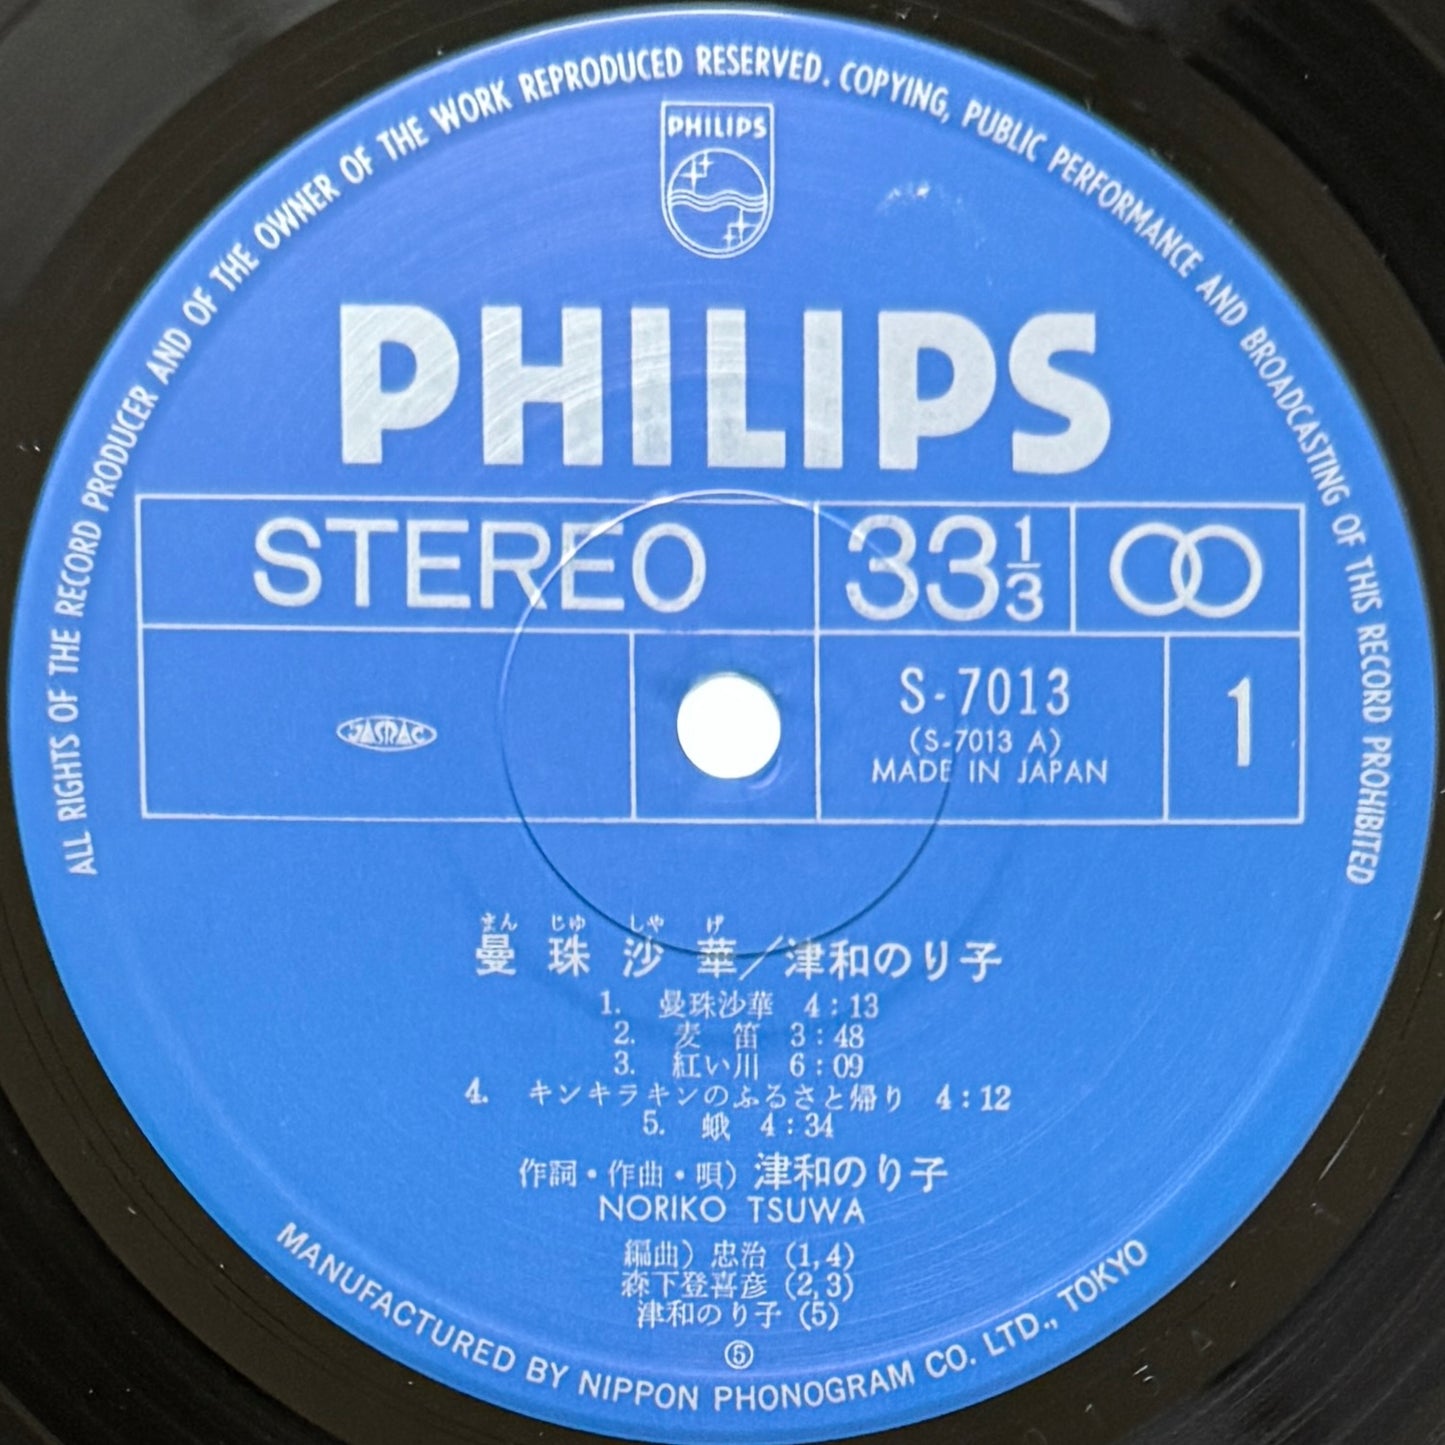 ALL RIGHTS OF THE RECORD PRODUCER AND OF THE OWNER OF THE WORK REPRODUCED RESERVED. COPYING, PUBLIC PERFORMANCE AND BROADCASTING OF THIS RECORD PROHIBITED
PHILIPS
PHILIPS
STEREO 33 1/3
JASRAC
S-7013 1
(S-7013 A)
MADE IN JAPAN
まん じゅ しゃ げ
曼珠沙華/津和のり子
1. 曼珠沙華 4:13
2. 麦笛 3:48
3. 紅い川 6:09
4. キンキラキンのふるさと帰り 4:12
5. 蛾 4:34
作詞・作曲・唄) 津和のり子
NORIKO TSUWA
編曲) 忠治 (1,4)
森下登喜彦 (2,3)
津和のり子 (5)
⑤
MANUFACTURED BY NIPPON PHONOGRAM CO. LTD., TOKYO